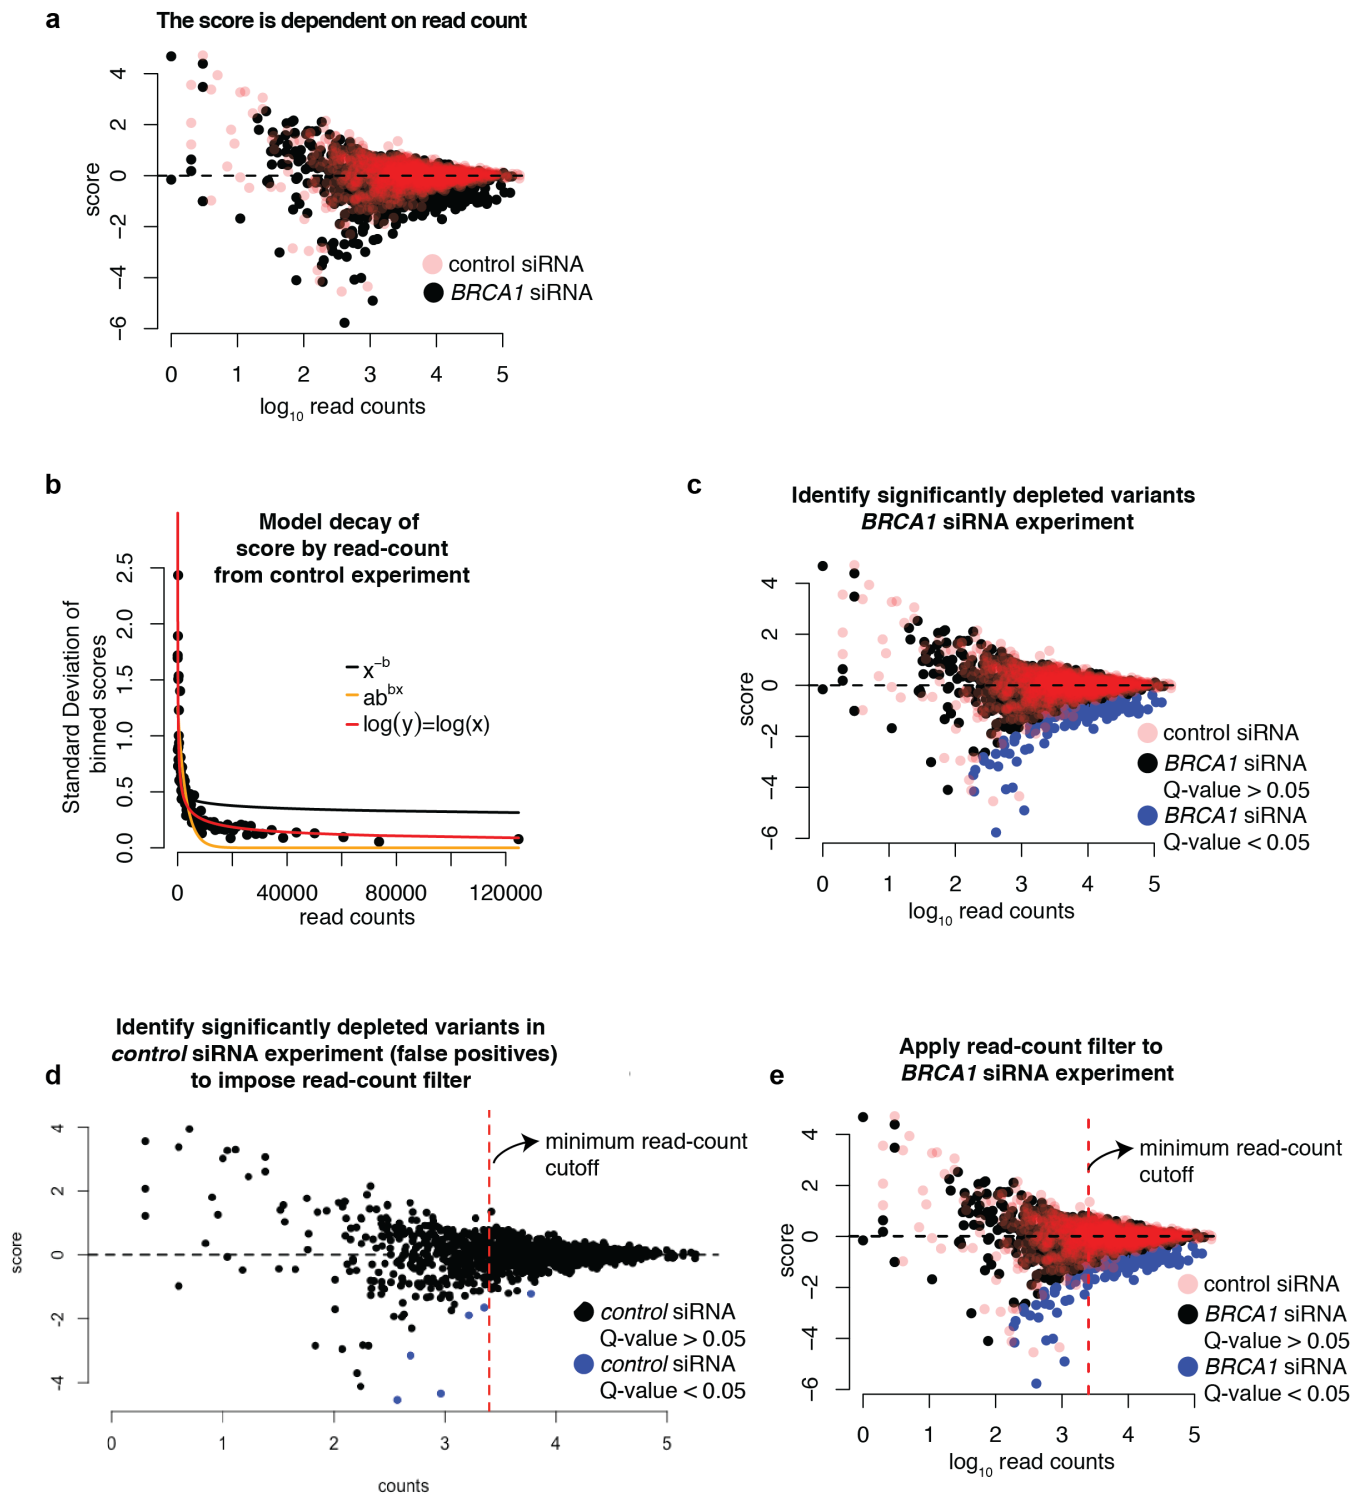 a
The score is dependent on read count
4
2
0
−2
−4
−6
score
control siRNA
BRCA1 siRNA
0 1 2 3 4 5
log10 read counts
b
Model decay of
score by read-count
from control experiment
2.5
2.0
1.5
1.0
0.5
0.0
Standard Deviation of
binned scores
x−b
abbx
log(y)=log(x)
0 40000 80000 120000
read counts
c
Identify significantly depleted variants
BRCA1 siRNA experiment
4
2
0
−2
−4
−6
score
control siRNA
BRCA1 siRNA
Q-value > 0.05
BRCA1 siRNA
Q-value < 0.05
0 1 2 3 4 5
log10 read counts
d
Identify significantly depleted variants in
control siRNA experiment (false positives)
to impose read-count filter
4
2
0
-2
-4
score
minimum read-count
cutoff
control siRNA
Q-value > 0.05
control siRNA
Q-value < 0.05
0 1 2 3 4 5
counts
e
Apply read-count filter to
BRCA1 siRNA experiment
4
2
0
−2
−4
−6
score
minimum read-count
cutoff
control siRNA
BRCA1 siRNA
Q-value > 0.05
BRCA1 siRNA
Q-value < 0.05
0 1 2 3 4 5
log10 read counts